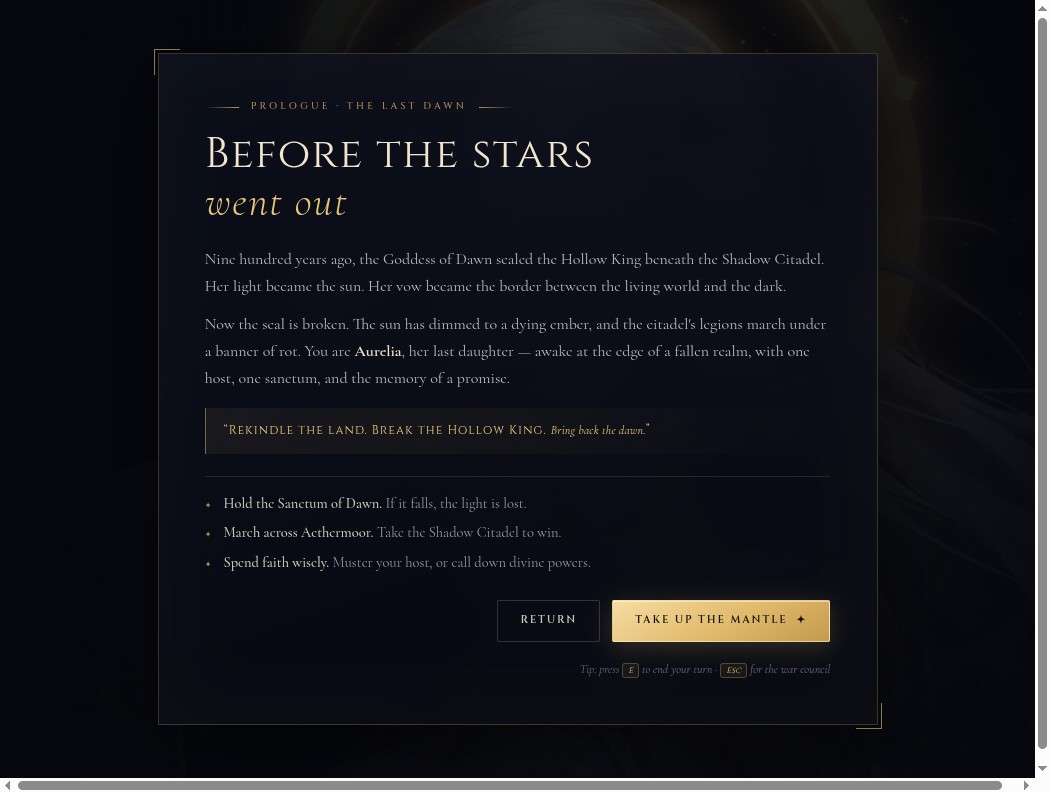 PROLOGUE · THE LAST DAWN
BEFORE THE STARS
went out
Nine hundred years ago, the Goddess of Dawn sealed the Hollow King beneath the Shadow Citadel.
Her light became the sun. Her vow became the border between the living world and the dark.
Now the seal is broken. The sun has dimmed to a dying ember, and the citadel's legions march under
a banner of rot. You are Aurelia, her last daughter — awake at the edge of a fallen realm, with one
host, one sanctum, and the memory of a promise.
"REKINDLE THE LAND. BREAK THE HOLLOW KING. Bring back the dawn."
Hold the Sanctum of Dawn. If it falls, the light is lost.
March across Aethermoor. Take the Shadow Citadel to win.
Spend faith wisely. Muster your host, or call down divine powers.
RETURN
TAKE UP THE MANTLE ✦
Tip: press E to end your turn · ESC for the war council